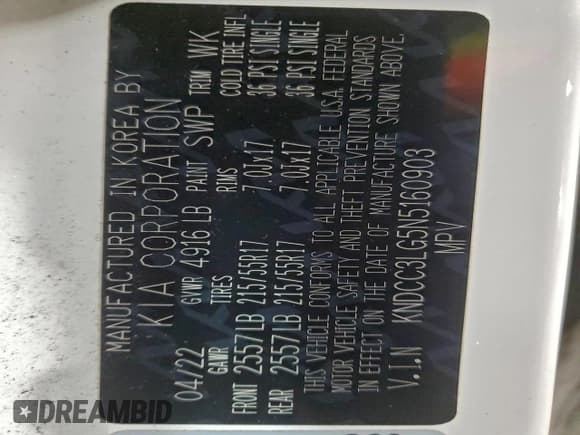 MANUFACTURED IN KOREA BY
KIA CORPORATION
04/22 GVWR 4916 LB PAINT SWP TRIM WK
GAWR TIRES RIMS COLD TIRE INFL
FRONT 2557LB 215/55R17 7.0JX17 36 PSI SINGLE
REAR 2557LB 215/55R17 7.0JX17 36 PSI SINGLE
THIS VEHICLE CONFORMS TO ALL APPLICABLE U.S.A. FEDERAL
MOTOR VEHICLE SAFETY AND THEFT PREVENTION STANDARDS
IN EFFECT ON THE DATE OF MANUFACTURE SHOWN ABOVE.
V.I.N KNDCC3LG5N5160903
MPV
DREAMBID